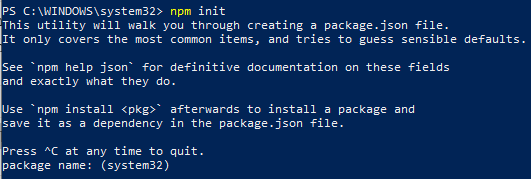 PS C:\WINDOWS\system32> npm init
This utility will walk you through creating a package.json file.
It only covers the most common items, and tries to guess sensible defaults.
See `npm help json` for definitive documentation on these fields
and exactly what they do.
Use `npm install <pkg>` afterwards to install a package and
save it as a dependency in the package.json file.
Press ^C at any time to quit.
package name: (system32)